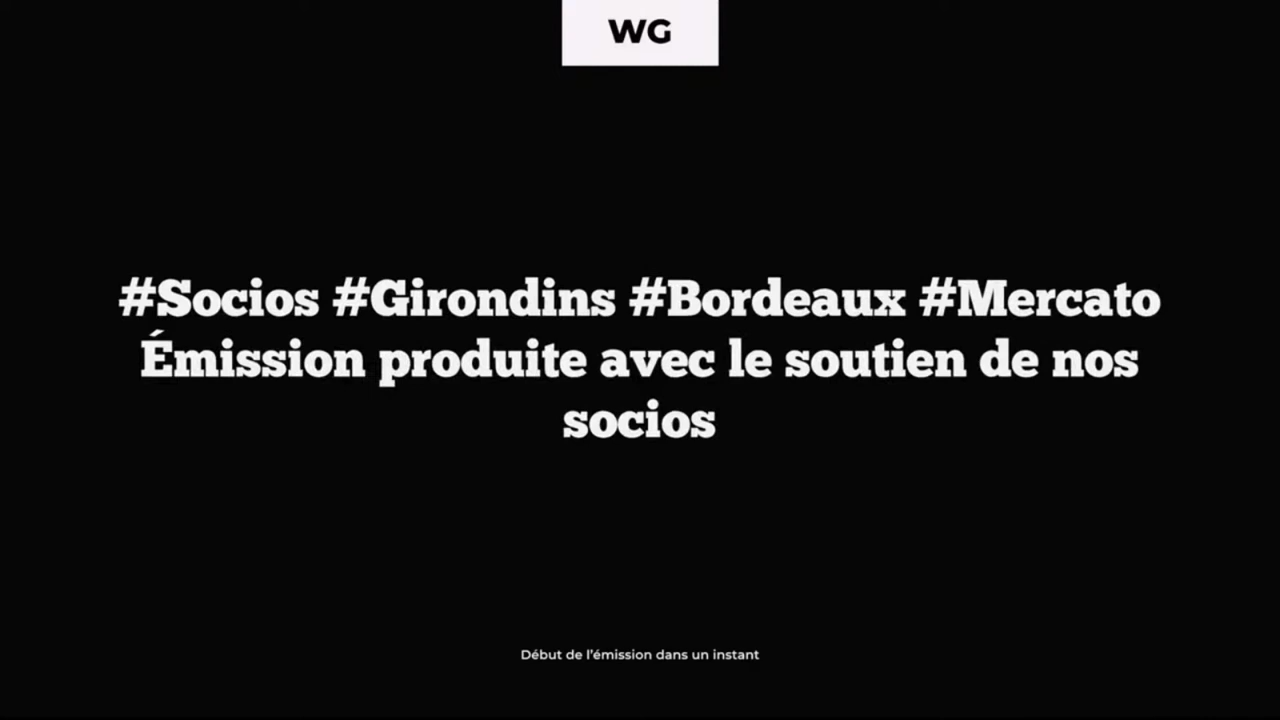 WG
#Socios #Girondins #Bordeaux #Mercato
Émission produite avec le soutien de nos
socios
Début de l'émission dans un instant